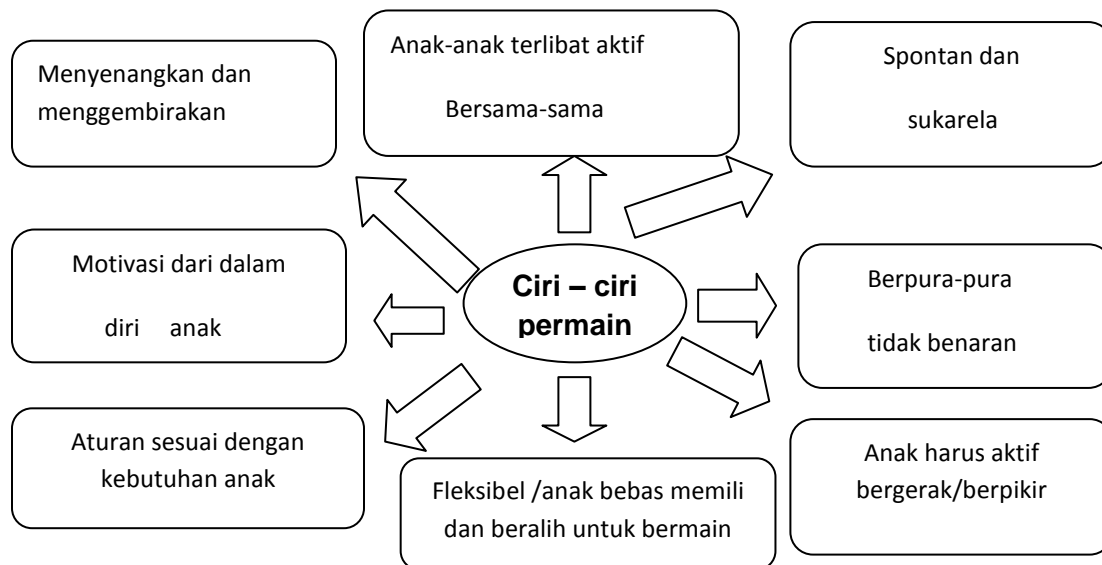 Anak-anak terlibat aktif
Bersama-sama
Menyenangkan dan
menggembirakan
Spontan dan
sukarela
Motivasi dari dalam
diri anak
Ciri – ciri
permain
Berpura-pura
tidak benaran
Aturan sesuai dengan
kebutuhan anak
Fleksibel /anak bebas memili
dan beralih untuk bermain
Anak harus aktif
bergerak/berpikir